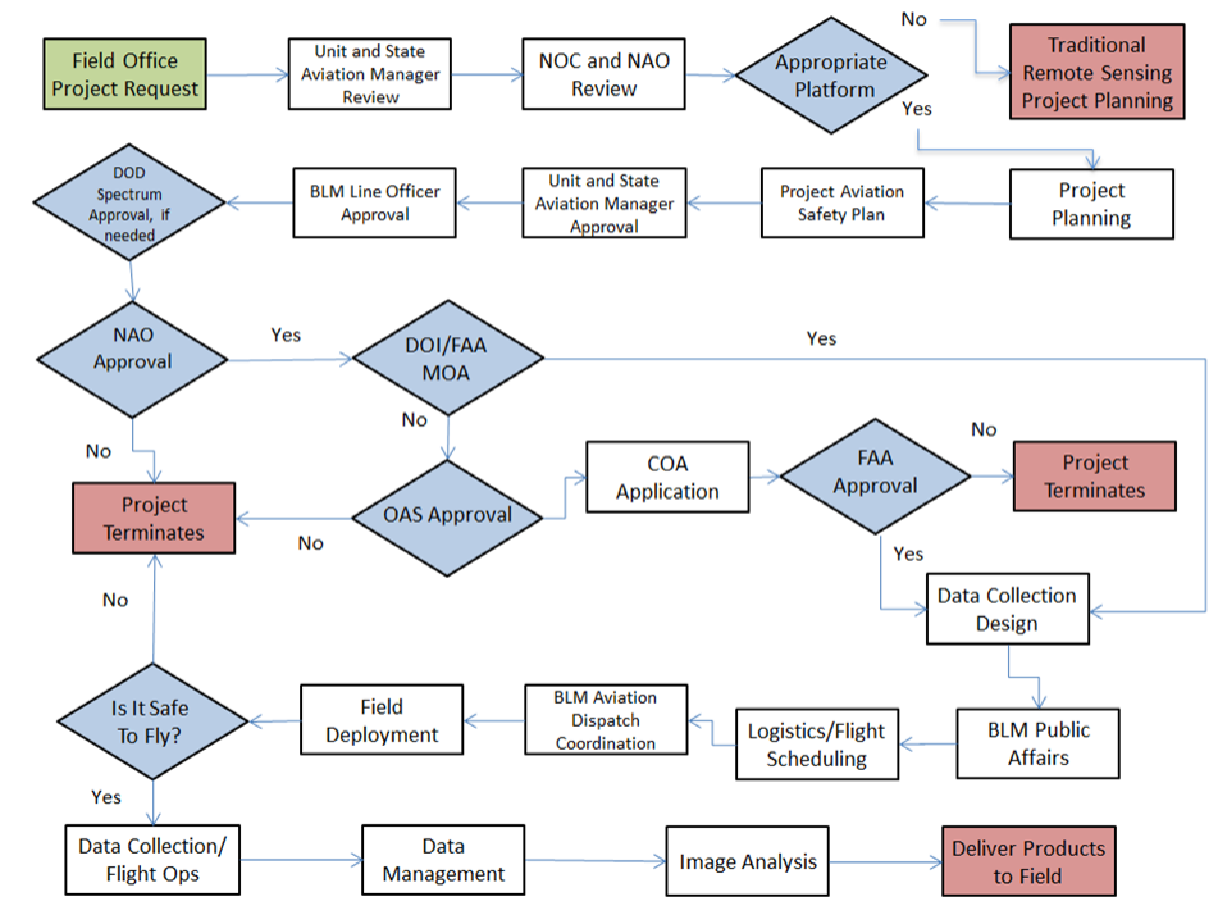 Field Office
Project Request
Unit and State
Aviation Manager
Review
NOC and NAO
Review
Appropriate
Platform
No
Traditional
Remote Sensing
Project Planning
Yes
Project
Planning
Project Aviation
Safety Plan
Unit and State
Aviation Manager
Approval
BLM Line Officer
Approval
DOD
Spectrum
Approval, if
needed
NAO
Approval
Yes
DOI/FAA
MOA
Yes
No
No
Project
Terminates
OAS Approval
No
COA
Application
FAA
Approval
No
Project
Terminates
Yes
Data Collection
Design
BLM Public
Affairs
Logistics/Flight
Scheduling
BLM Aviation
Dispatch
Coordination
Field
Deployment
Is It Safe
To Fly?
No
Yes
Data Collection/
Flight Ops
Data
Management
Image Analysis
Deliver Products
to Field